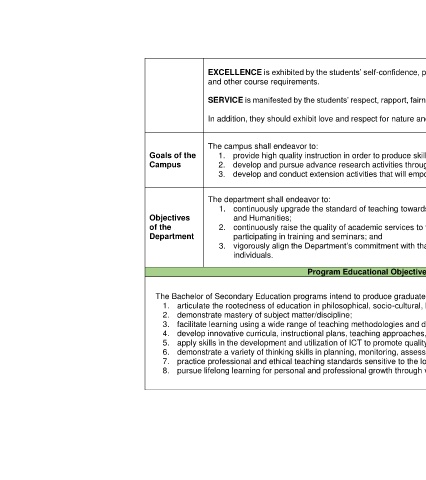 EXCELLENCE is exhibited by the students' self-confidence, p
and other course requirements.
SERVICE is manifested by the students' respect, rapport, fairn
In addition, they should exhibit love and respect for nature an
Goals of the
Campus
The campus shall endeavor to:
1. provide high quality instruction in order to produce skil
2. develop and pursue advance research activities throug
3. develop and conduct extension activities that will empo
Objectives
of the
Department
The department shall endeavor to:
1. continuously upgrade the standard of teaching toward
and Humanities;
2. continuously raise the quality of academic services to
participating in training and seminars; and
3. vigorously align the Department's commitment with tha
individuals.
Program Educational Objective
The Bachelor of Secondary Education programs intend to produce graduate
1. articulate the rootedness of education in philosophical, socio-cultural,
2. demonstrate mastery of subject matter/discipline;
3. facilitate learning using a wide range of teaching methodologies and d
4. develop innovative curricula, instructional plans, teaching approaches,
5. apply skills in the development and utilization of ICT to promote quality
6. demonstrate a variety of thinking skills in planning, monitoring, assess
7. practice professional and ethical teaching standards sensitive to the lo
8. pursue lifelong learning for personal and professional growth through